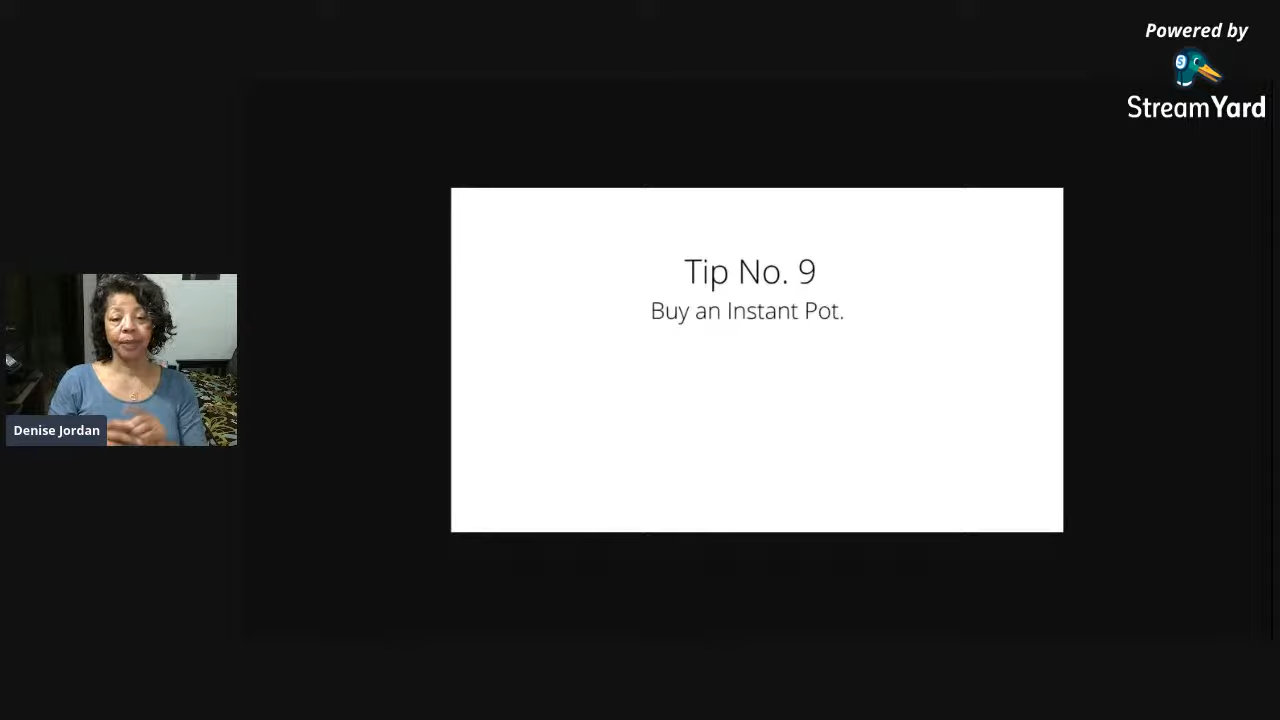 Powered by
StreamYard
Tip No. 9
Buy an Instant Pot.
Denise Jordan